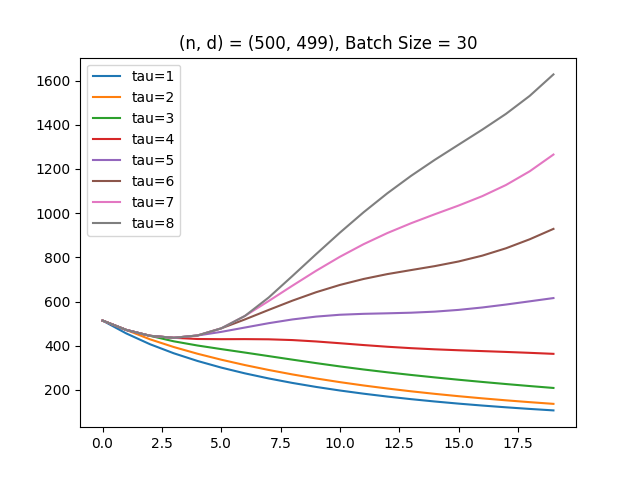 (n, d) = (500, 499), Batch Size = 30
1600
1400
1200
1000
800
600
400
200
tau=1
tau=2
tau=3
tau=4
tau=5
tau=6
tau=7
tau=8
0.0 2.5 5.0 7.5 10.0 12.5 15.0 17.5